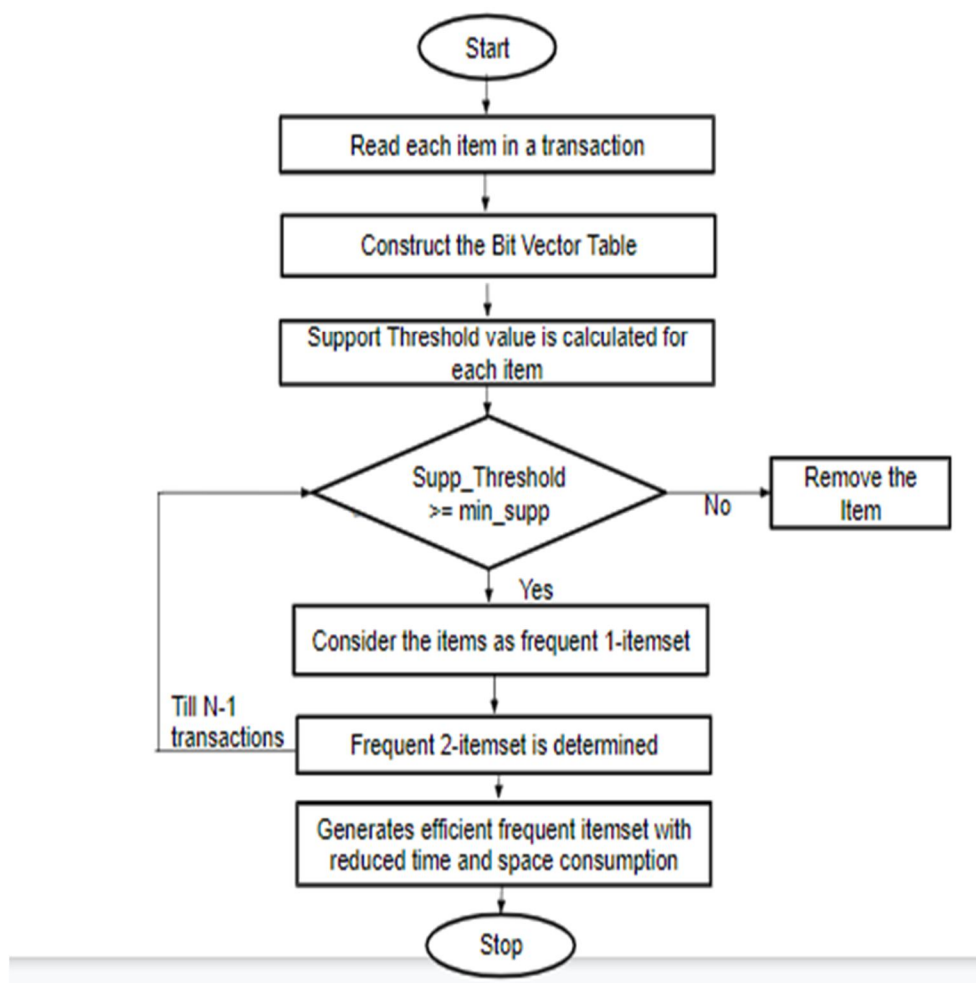 Start
Read each item in a transaction
Construct the Bit Vector Table
Support Threshold value is calculated for
each item
Supp_Threshold
>= min_supp
No
Remove the
Item
Yes
Consider the items as frequent 1-itemset
Till N-1
transactions
Frequent 2-itemset is determined
Generates efficient frequent itemset with
reduced time and space consumption
Stop